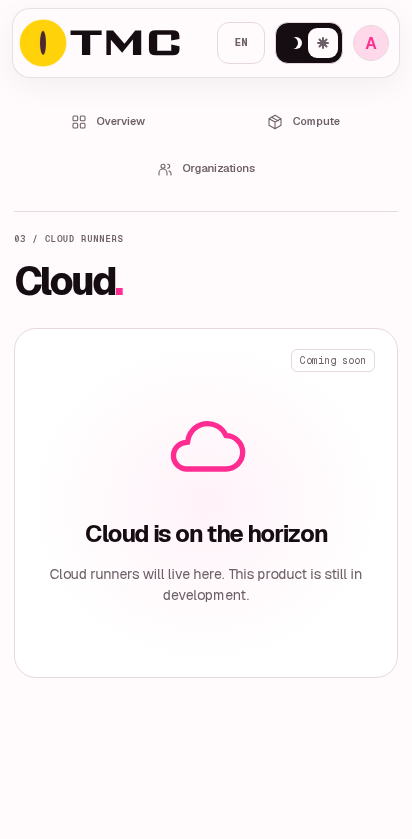 TMC
EN
A
Overview
Compute
Organizations
03 / CLOUD RUNNERS
Cloud.
Coming soon
Cloud is on the horizon
Cloud runners will live here. This product is still in
development.